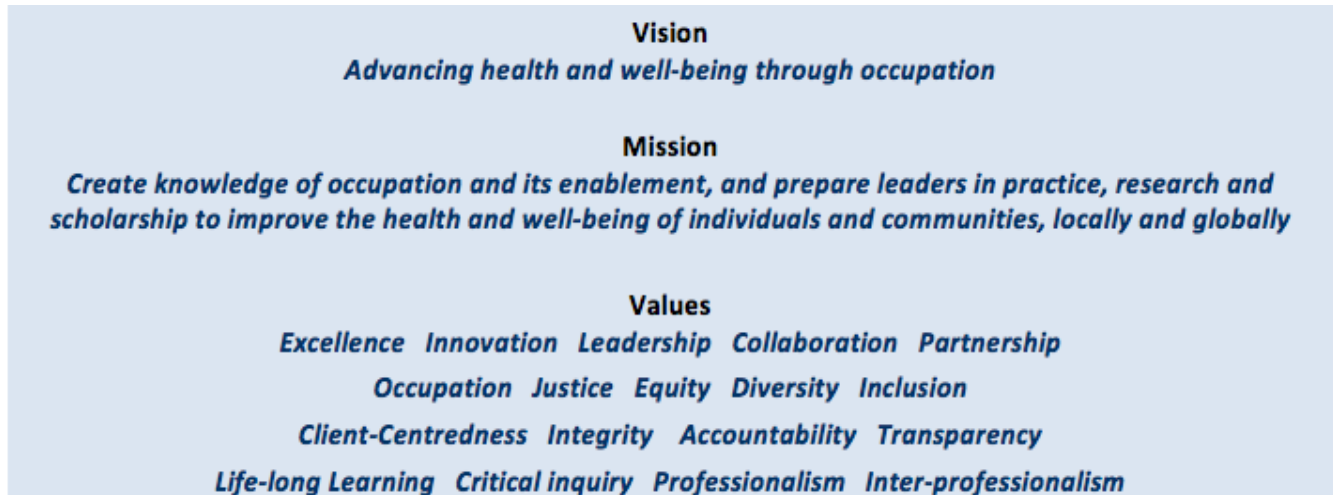 Vision
Advancing health and well-being through occupation
Mission
Create knowledge of occupation and its enablement, and prepare leaders in practice, research and
scholarship to improve the health and well-being of individuals and communities, locally and globally
Values
Excellence Innovation Leadership Collaboration Partnership
Occupation Justice Equity Diversity Inclusion
Client-Centredness Integrity Accountability Transparency
Life-long Learning Critical inquiry Professionalism Inter-professionalism